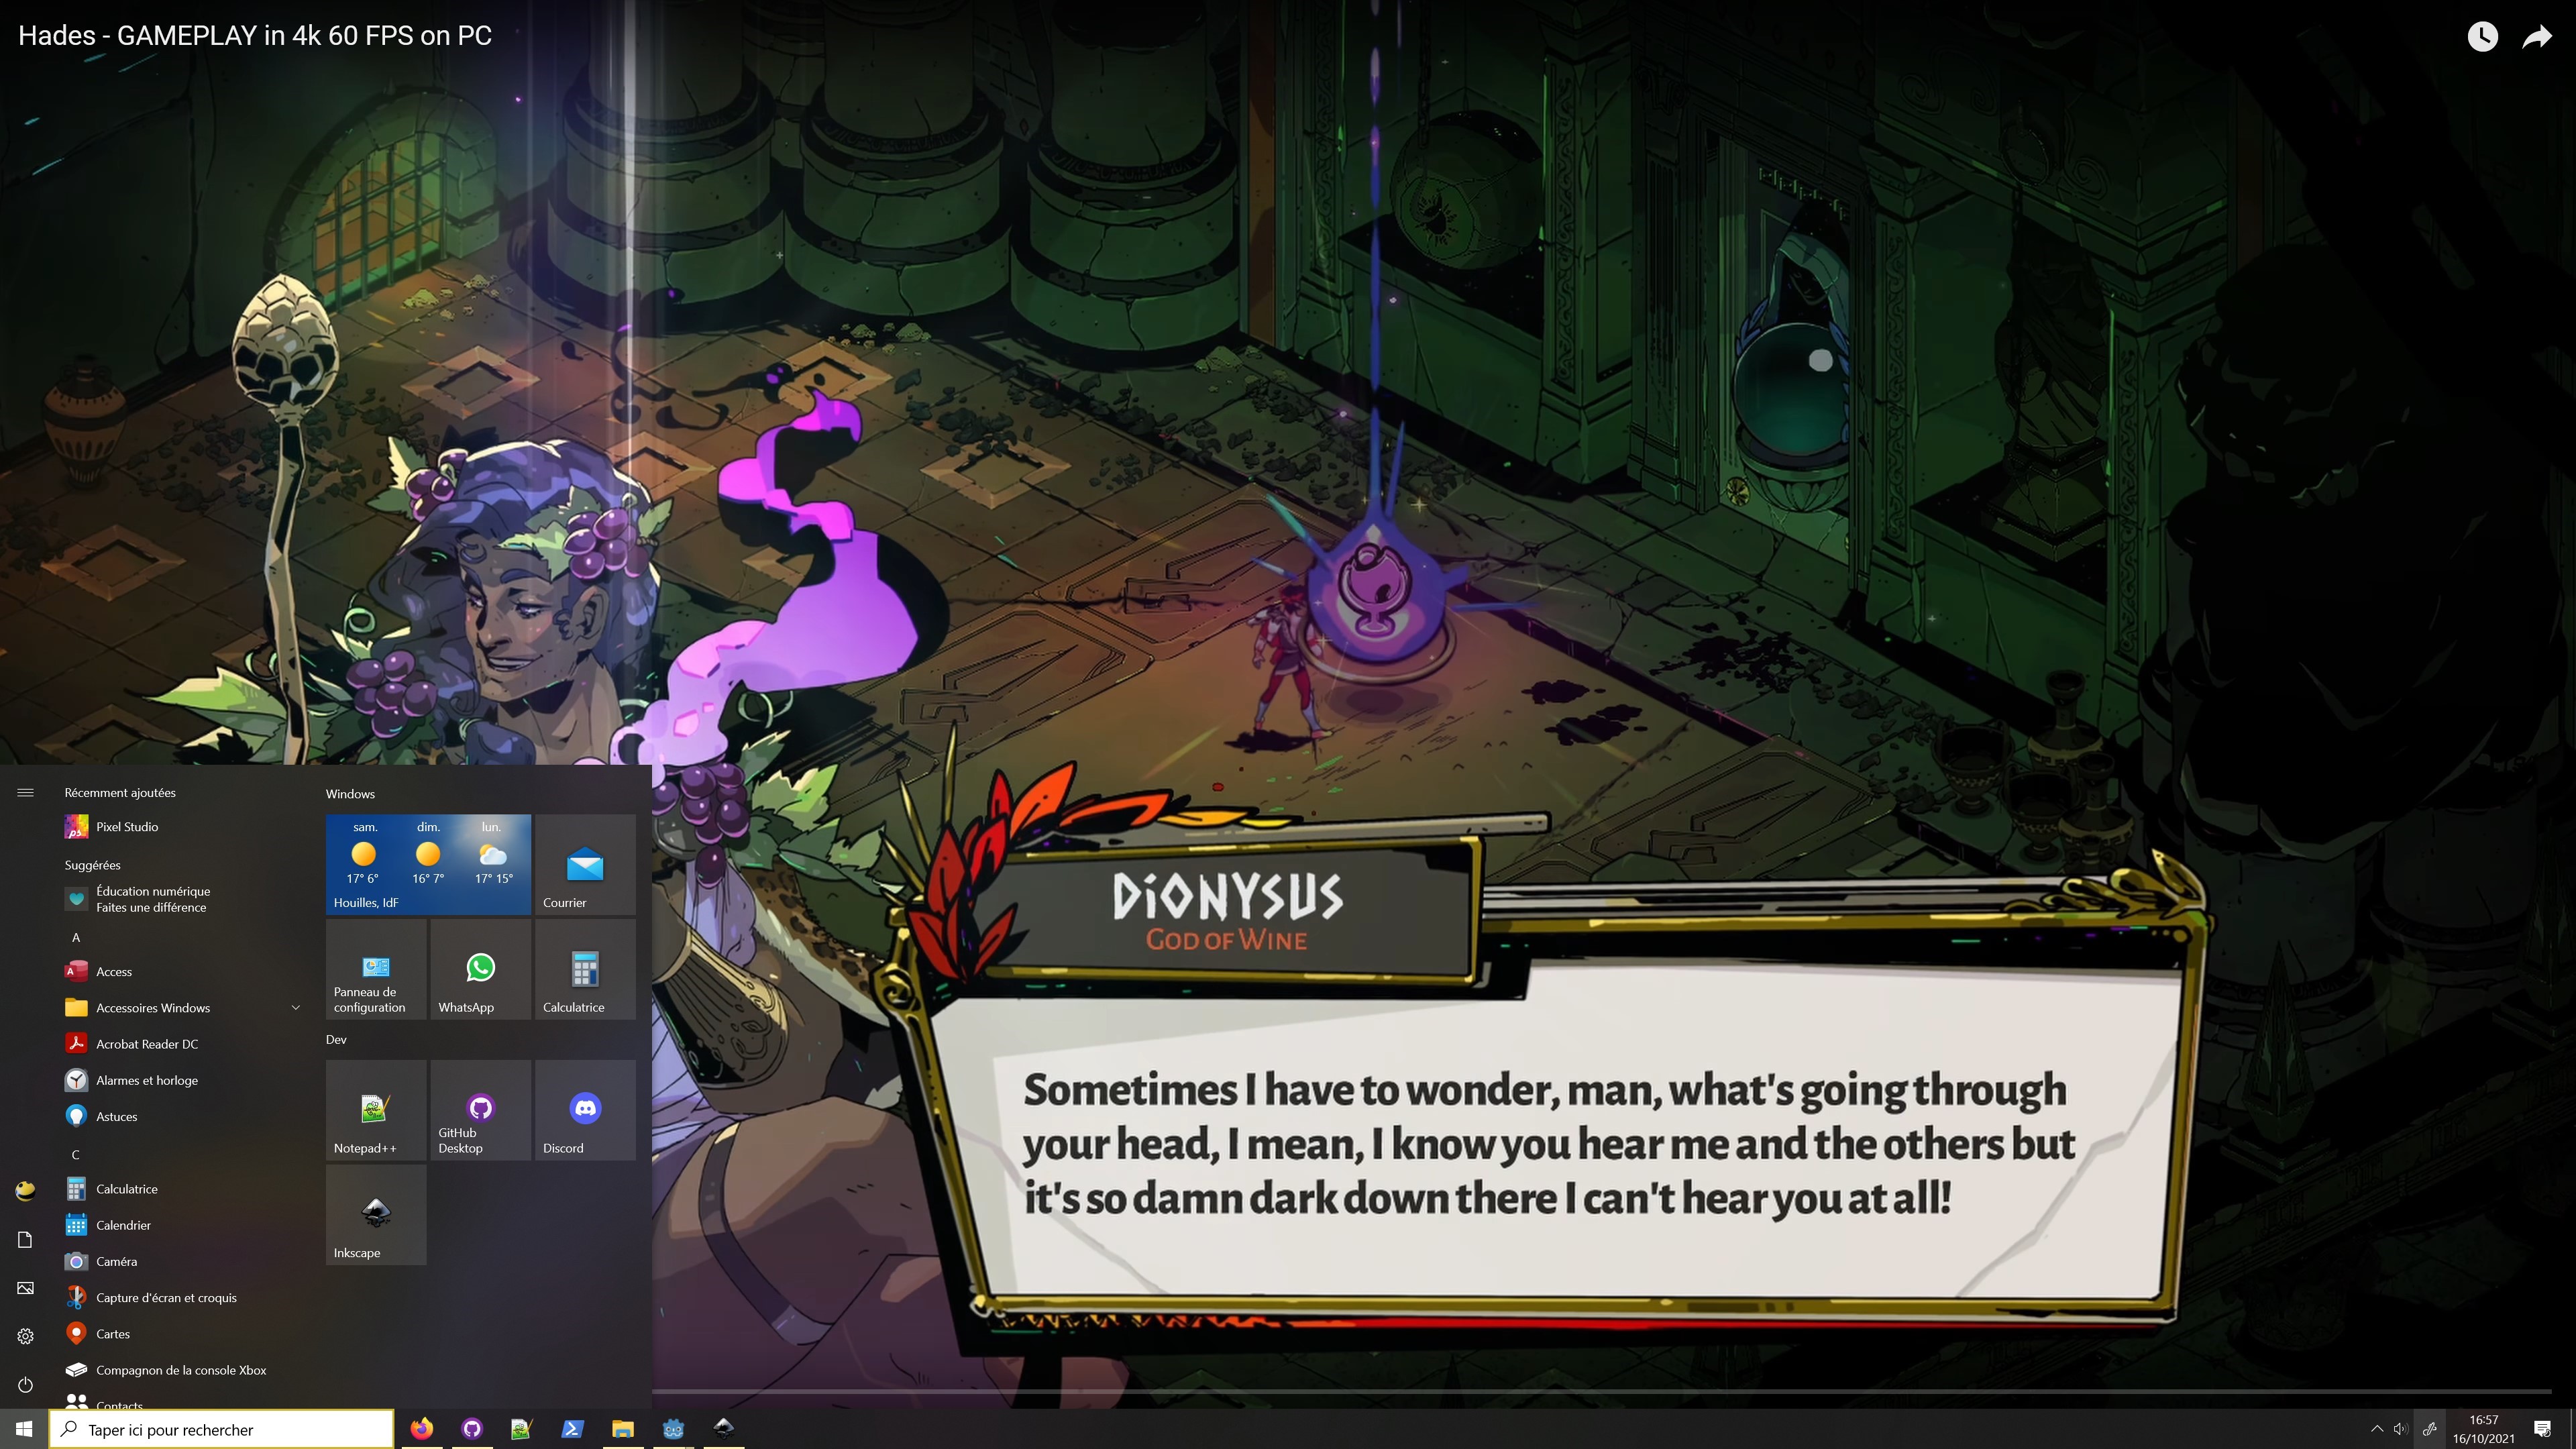 Hades - GAMEPLAY in 4k 60 FPS on PC
DIONYSUS
GOD OF WINE
Sometimes I have to wonder, man, what's going through
your head, I mean, I know you hear me and the others but
it's so damn dark down there I can't hear you at all!
Récemment ajoutées
Pixel Studio
Suggérées
Éducation numérique
Faites une différence
A
Access
Accessoires Windows
Acrobat Reader DC
Alarmes et horloge
Astuces
C
Calculatrice
Calendrier
Caméra
Capture d'écran et croquis
Cartes
Compagnon de la console Xbox
Contacts
Windows
sam. dim. lun.
17° 6° 16° 7° 17° 15°
Houilles, IdF
Courrier
Panneau de
configuration
WhatsApp
Calculatrice
Dev
Notepad++
GitHub
Desktop
Discord
Inkscape
Taper ici pour rechercher
16:57
16/10/2021